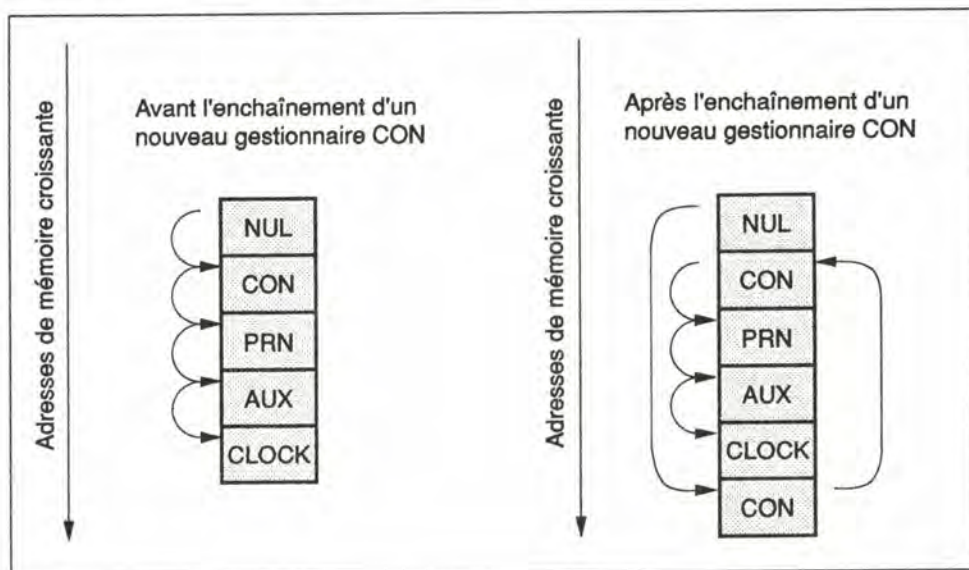 Adresses de mémoire croissante
Avant l'enchaînement d'un
nouveau gestionnaire CON
NUL
CON
PRN
AUX
CLOCK
Adresses de mémoire croissante
Après l'enchaînement d'un
nouveau gestionnaire CON
NUL
CON
PRN
AUX
CLOCK
CON